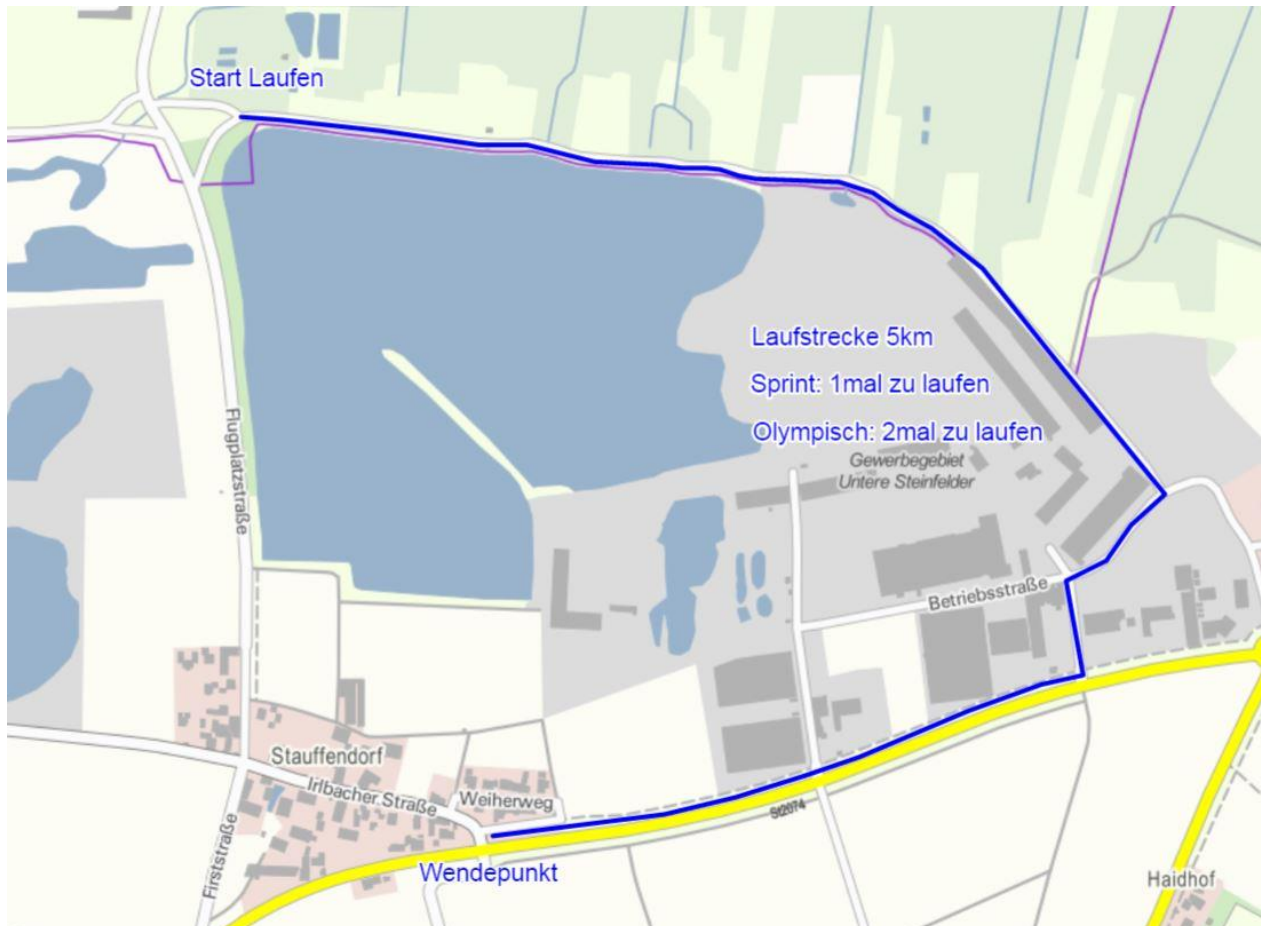 Start Laufen
Laufstrecke 5km
Sprint: 1mal zu laufen
Olympisch: 2mal zu laufen
Gewerbegebiet
Untere Steinfelder
Flugplatzstraße
Betriebsstraße
Stauffendorf
Irlbacher Straße
Weiherweg
St2074
Firststraße
Wendepunkt
Haidhof